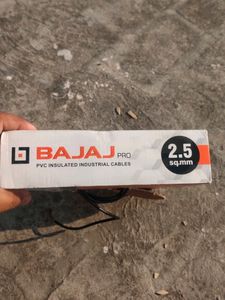 BAJAJ PRO
PVC INSULATED INDUSTRIAL CABLES
2.5
sq.mm